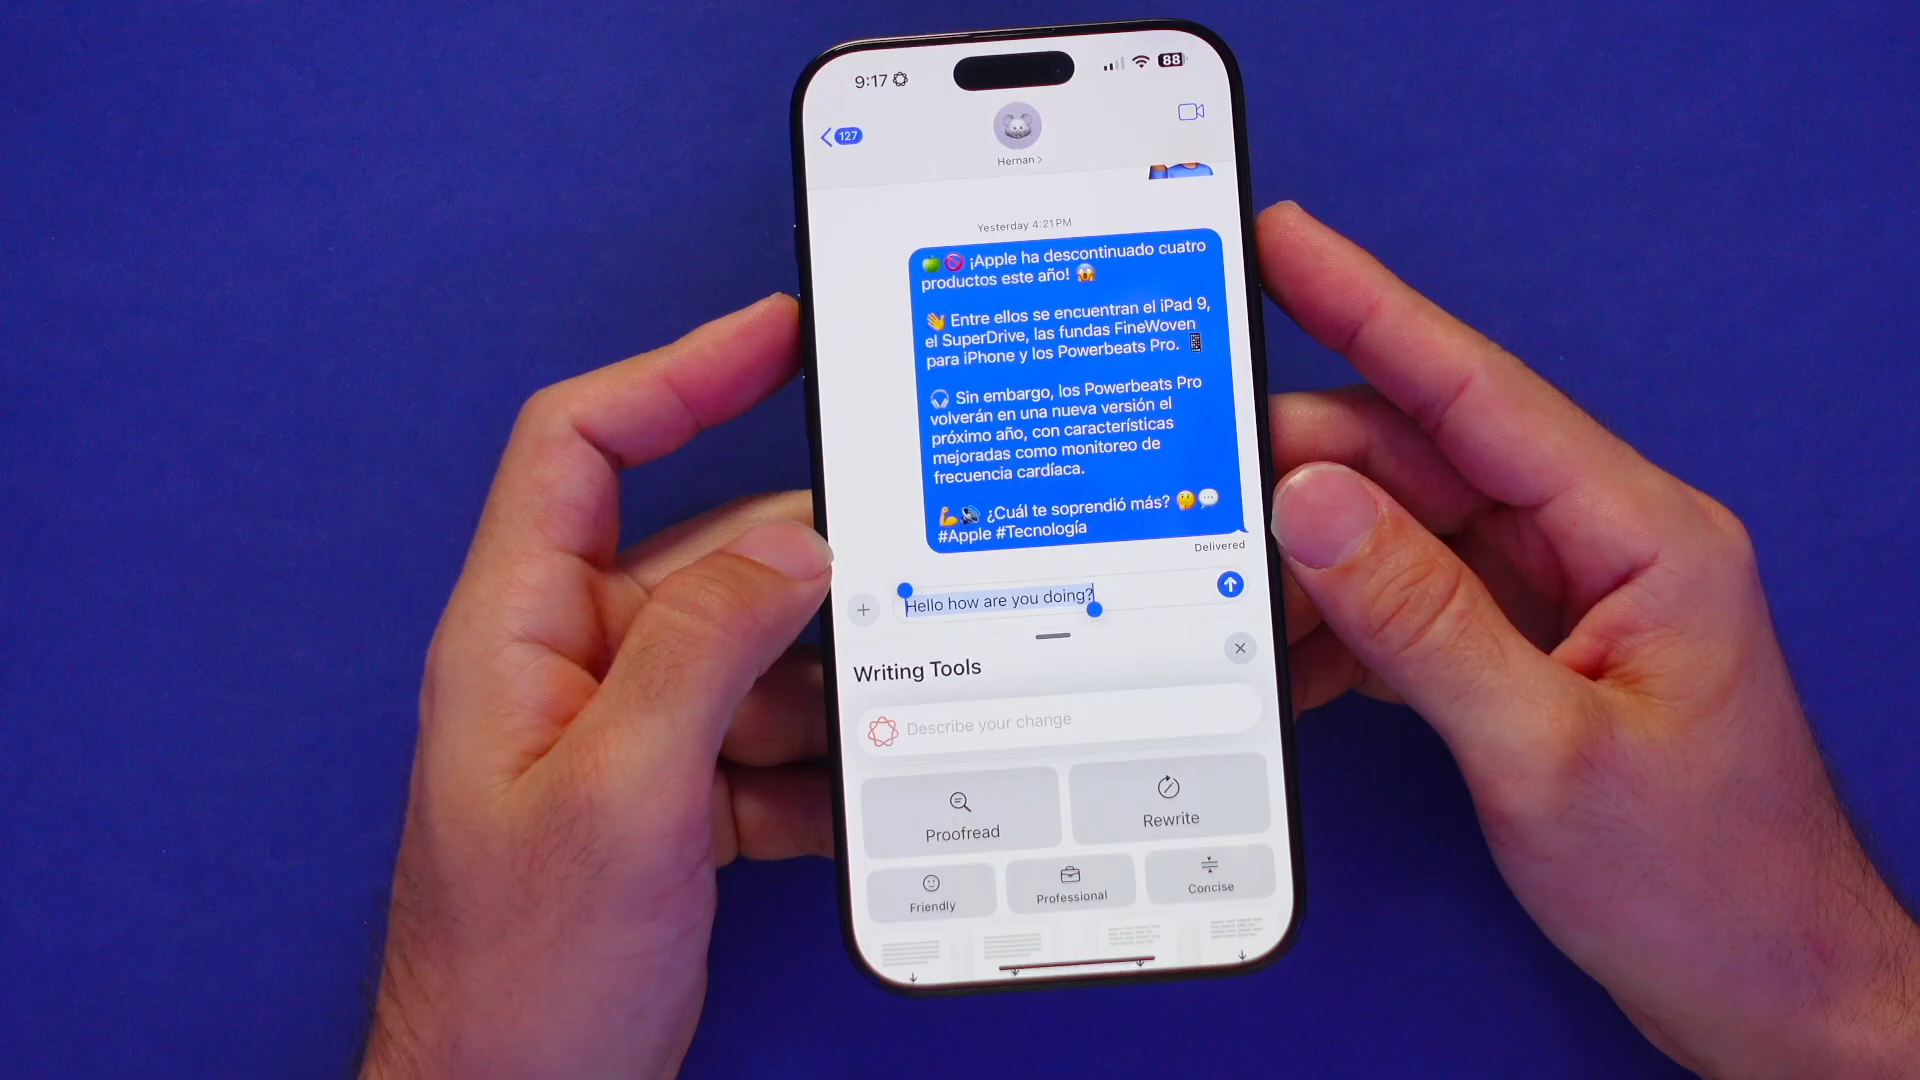 9:17
88
127
Hernan >
Yesterday 4:21 PM
🍏🚫 ¡Apple ha descontinuado cuatro
productos este año! 😱
👋 Entre ellos se encuentran el iPad 9,
el SuperDrive, las fundas FineWoven
para iPhone y los Powerbeats Pro. 📱
🎧 Sin embargo, los Powerbeats Pro
volverán en una nueva versión el
próximo año, con características
mejoradas como monitoreo de
frecuencia cardíaca.
💪🔊 ¿Cuál te soprendió más? 🤔💬
#Apple #Tecnología
Delivered
Hello how are you doing?
Writing Tools
Describe your change
Proofread
Rewrite
Friendly
Professional
Concise